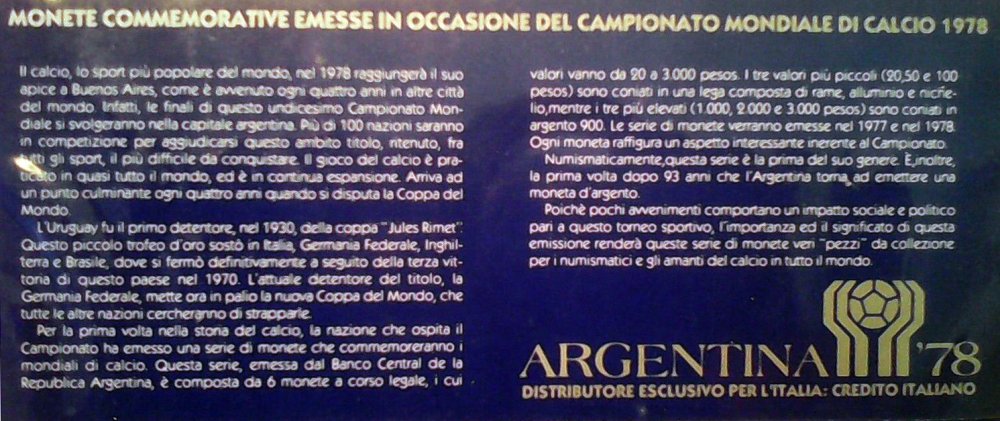 MONETE COMMEMORATIVE EMESSE IN OCCASIONE DEL CAMPIONATO MONDIALE DI CALCIO 1978
Il calcio, lo sport più popolare del mondo, nel 1978 raggiungerà il suo
apice a Buenos Aires, come è avvenuto ogni quattro anni in altre città
del mondo. Infatti, le finali di questo undicesimo Campionato Mon-
diale si svolgeranno nella capitale argentina. Più di 100 nazioni saranno
in competizione per aggiudicarsi questo ambito titolo, ritenuto, fra
tutti gli sport, il più difficile da conquistare. Il gioco del calcio è pra-
ticato in quasi tutto il mondo, ed è in continua espansione. Arriva ad
un punto culminante ogni quattro anni quando si disputa la Coppa del
Mondo.
L'Uruguay fu il primo detentore, nel 1930, della coppa "Jules Rimet".
Questo piccolo trofeo d'oro sostò in Italia, Germania Federale, Inghil-
terra e Brasile, dove si fermò definitivamente a seguito della terza vit-
toria di questo paese nel 1970. L'attuale detentore del titolo, la
Germania Federale, mette ora in palio la nuova Coppa del Mondo, che
tutte le altre nazioni cercheranno di strapparle.
Per la prima volta nella storia del calcio, la nazione che ospita il
Campionato ha emesso una serie di monete che commemoreranno i
mondiali di calcio. Questa serie, emessa dal Banco Central de la
Republica Argentina, è composta da 6 monete a corso legale, i cui
valori vanno da 20 a 3.000 pesos. I tre valori più piccoli (20,50 e 100
pesos) sono coniati in una lega composta di rame, alluminio e niche-
lio,mentre i tre più elevati (1.000, 2.000 e 3.000 pesos) sono coniati in
argento 900. Le serie di monete verranno emesse nel 1977 e nel 1978.
Ogni moneta raffigura un aspetto interessante inerente al Campionato.
Numismaticamente,questa serie è la prima del suo genere. È,inoltre,
la prima volta dopo 93 anni che l'Argentina torna ad emettere una
moneta d'argento.
Poichè pochi avvenimenti comportano un impatto sociale e politico
pari a questo torneo sportivo, l'importanza ed il significato di questa
emissione renderà queste serie di monete veri "pezzi" da collezione
per i numismatici e gli amanti del calcio in tutto il mondo.
ARGENTINA '78
DISTRIBUTORE ESCLUSIVO PER L'ITALIA: CREDITO ITALIANO